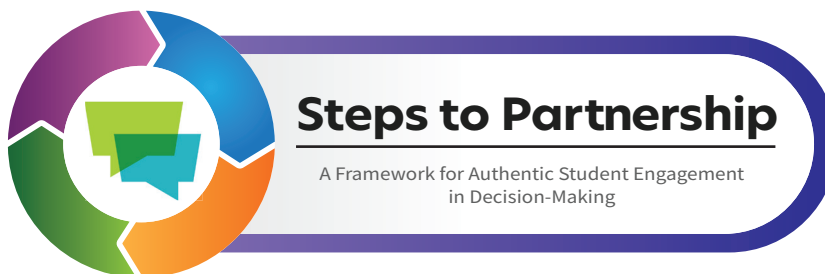 Steps to Partnership
A Framework for Authentic Student Engagement
in Decision-Making